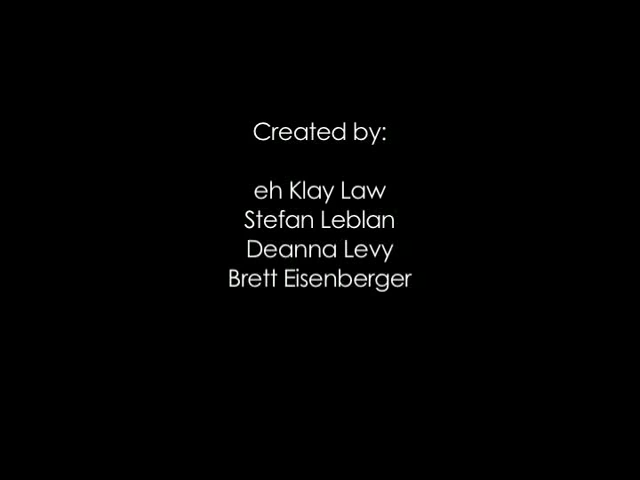 Created by:
eh Klay Law
Stefan Leblan
Deanna Levy
Brett Eisenberger